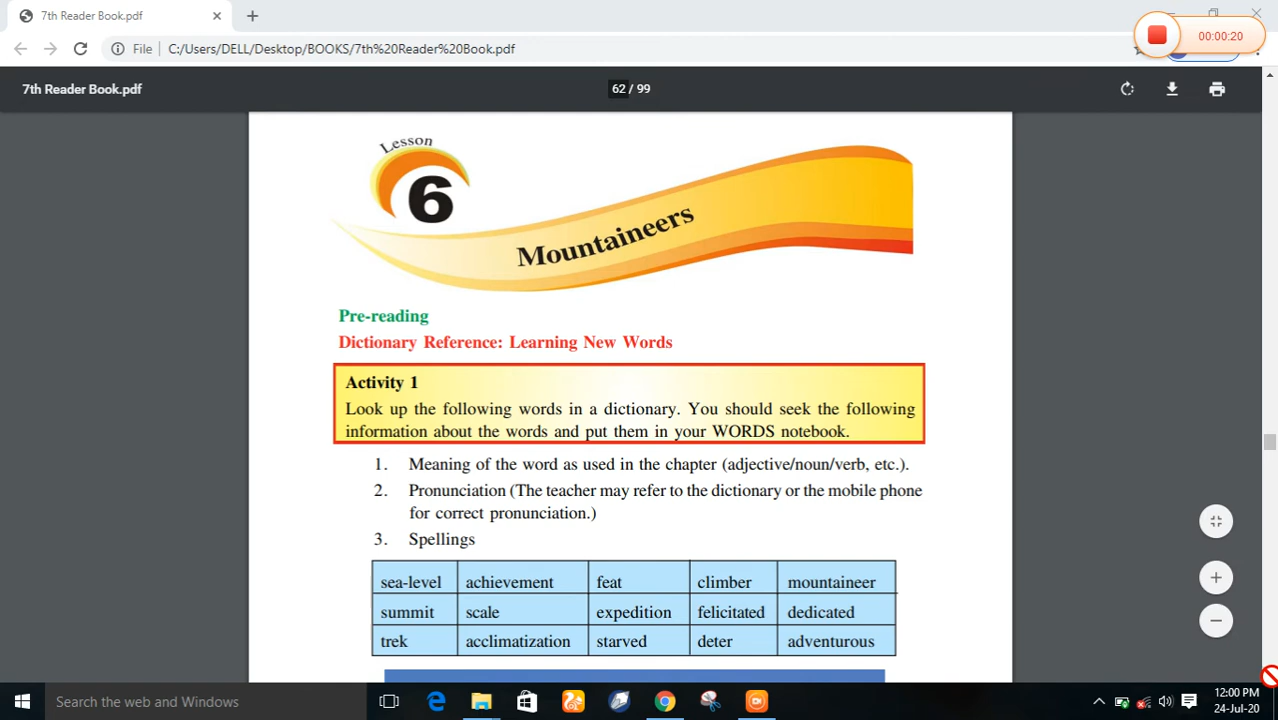 7th Reader Book.pdf
00:00:20
File C:/Users/DELL/Desktop/BOOKS/7th%20Reader%20Book.pdf
7th Reader Book.pdf 62 / 99
Lesson
6
Mountaineers
Pre-reading
Dictionary Reference: Learning New Words
Activity 1
Look up the following words in a dictionary. You should seek the following
information about the words and put them in your WORDS notebook.
1. Meaning of the word as used in the chapter (adjective/noun/verb, etc.).
2. Pronunciation (The teacher may refer to the dictionary or the mobile phone
for correct pronunciation.)
3. Spellings
sea-level achievement feat climber mountaineer
summit scale expedition felicitated dedicated
trek acclimatization starved deter adventurous
Search the web and Windows
12:00 PM
24-Jul-20